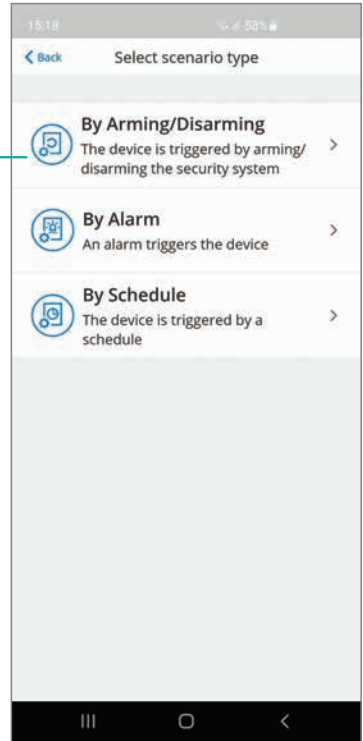 15:18
58%
Back
Select scenario type
By Arming/Disarming
The device is triggered by arming/
disarming the security system
By Alarm
An alarm triggers the device
By Schedule
The device is triggered by a
schedule